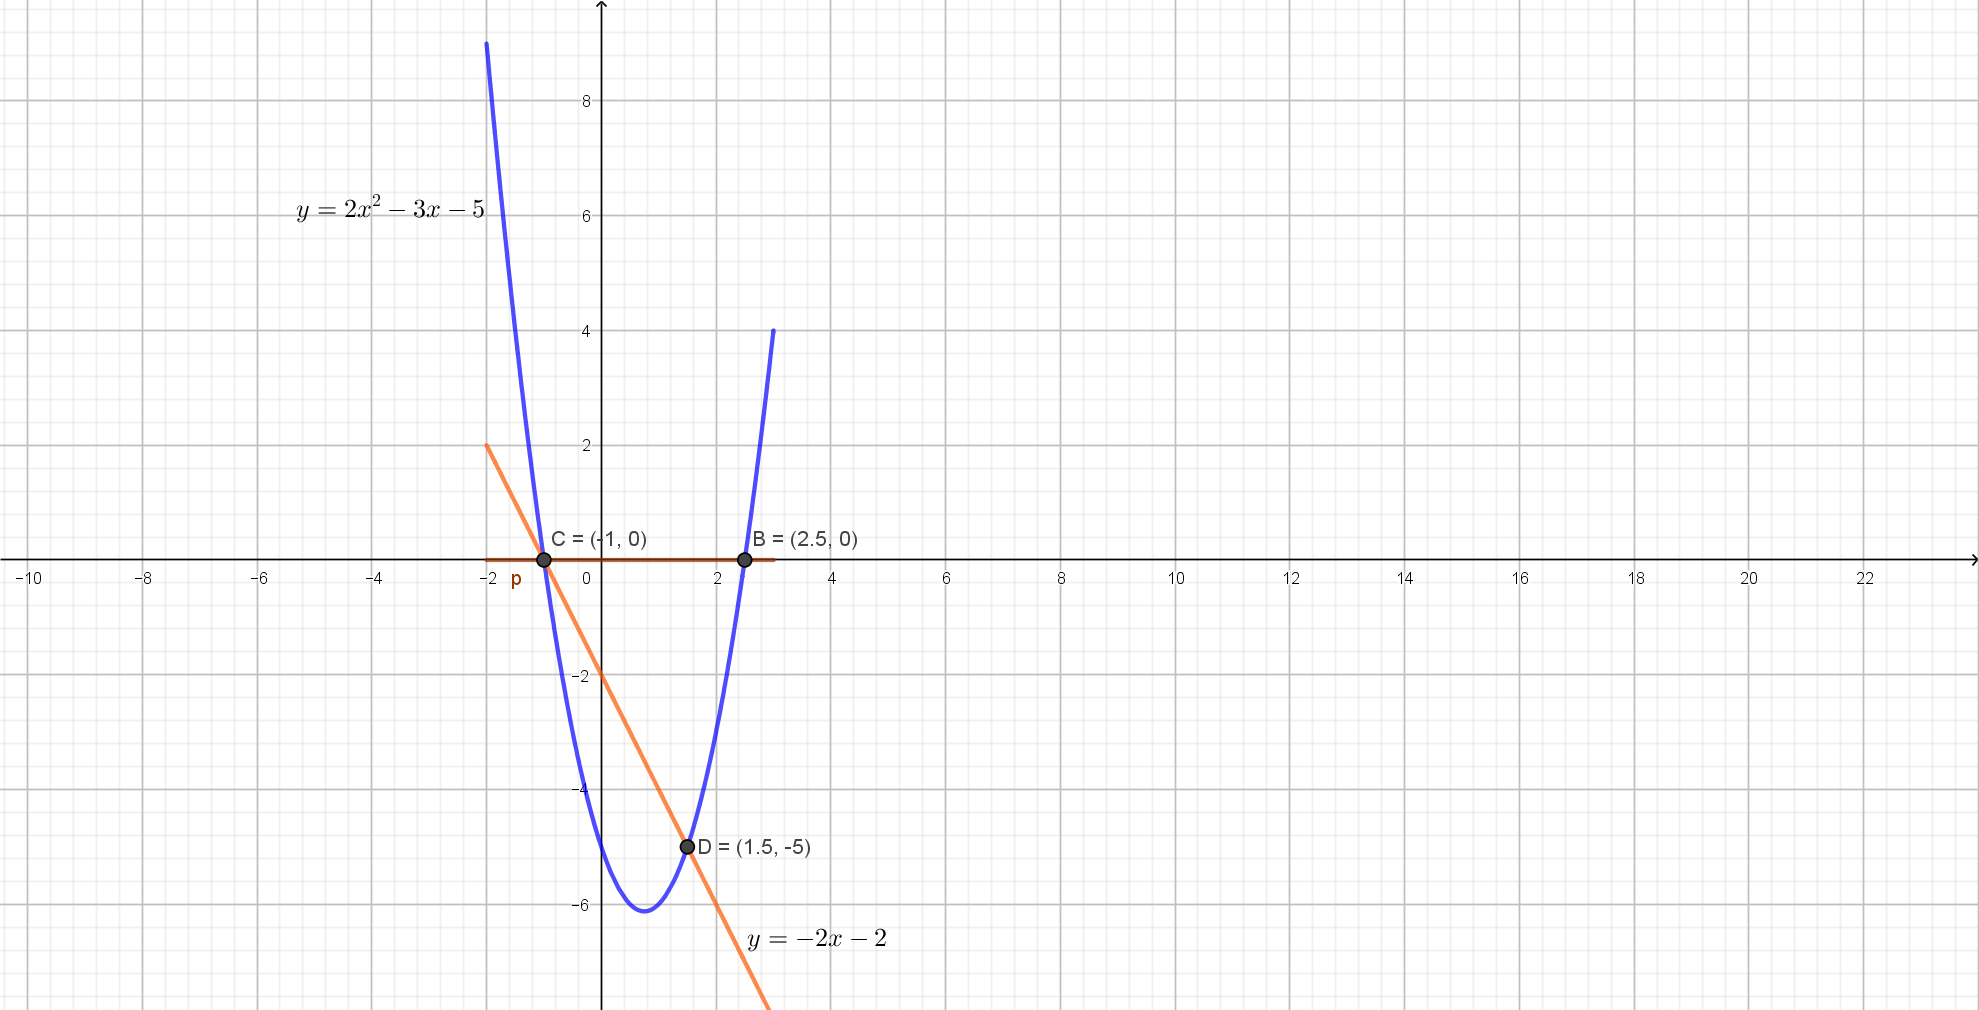 8
y = 2x² − 3x − 5
6
4
2
C = (-1, 0)
B = (2.5, 0)
−10 −8 −6 −4 −2 p 0 2 4 6 8 10 12 14 16 18 20 22
−2
−4
D = (1.5, -5)
−6
y = −2x − 2